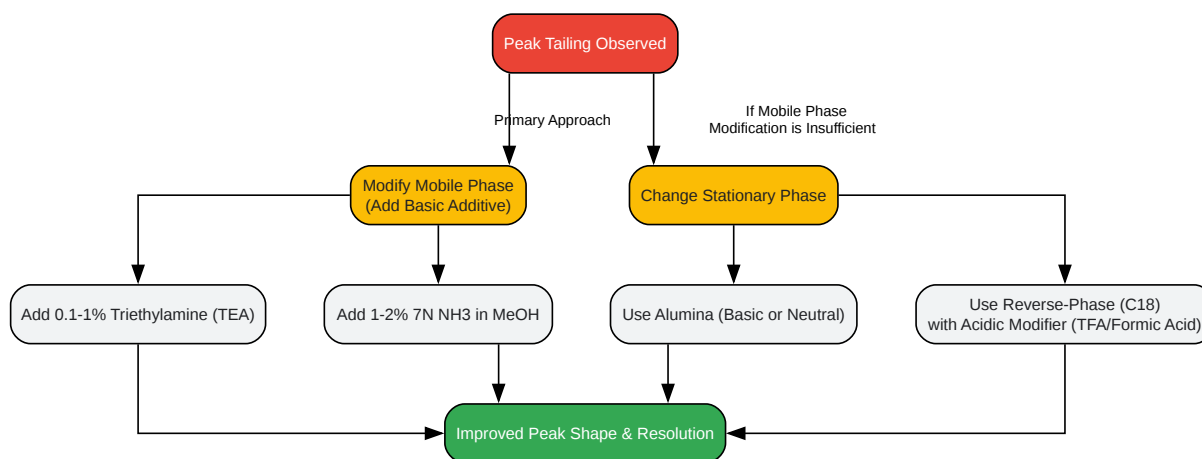 Peak Tailing Observed
Primary Approach
If Mobile Phase
Modification is Insufficient
Modify Mobile Phase
(Add Basic Additive)
Change Stationary Phase
Add 0.1-1% Triethylamine (TEA)
Add 1-2% 7N NH3 in MeOH
Use Alumina (Basic or Neutral)
Use Reverse-Phase (C18)
with Acidic Modifier (TFA/Formic Acid)
Improved Peak Shape & Resolution